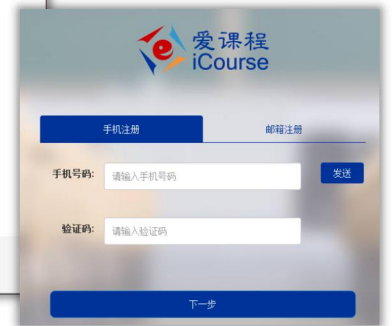 爱课程
iCourse
手机注册 邮箱注册
手机号码: 请输入手机号码 发送
验证码: 请输入验证码
下一步